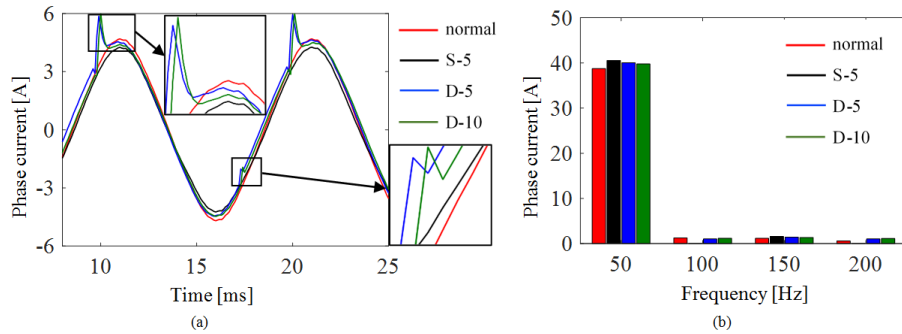 (a)
Phase current [A]
6
3
0
-3
-6
10
15
20
25
Time [ms]
normal
S-5
D-5
D-10
(b)
Phase current [A]
50
40
30
20
10
0
50
100
150
200
Frequency [Hz]
normal
S-5
D-5
D-10
(a)
(b)